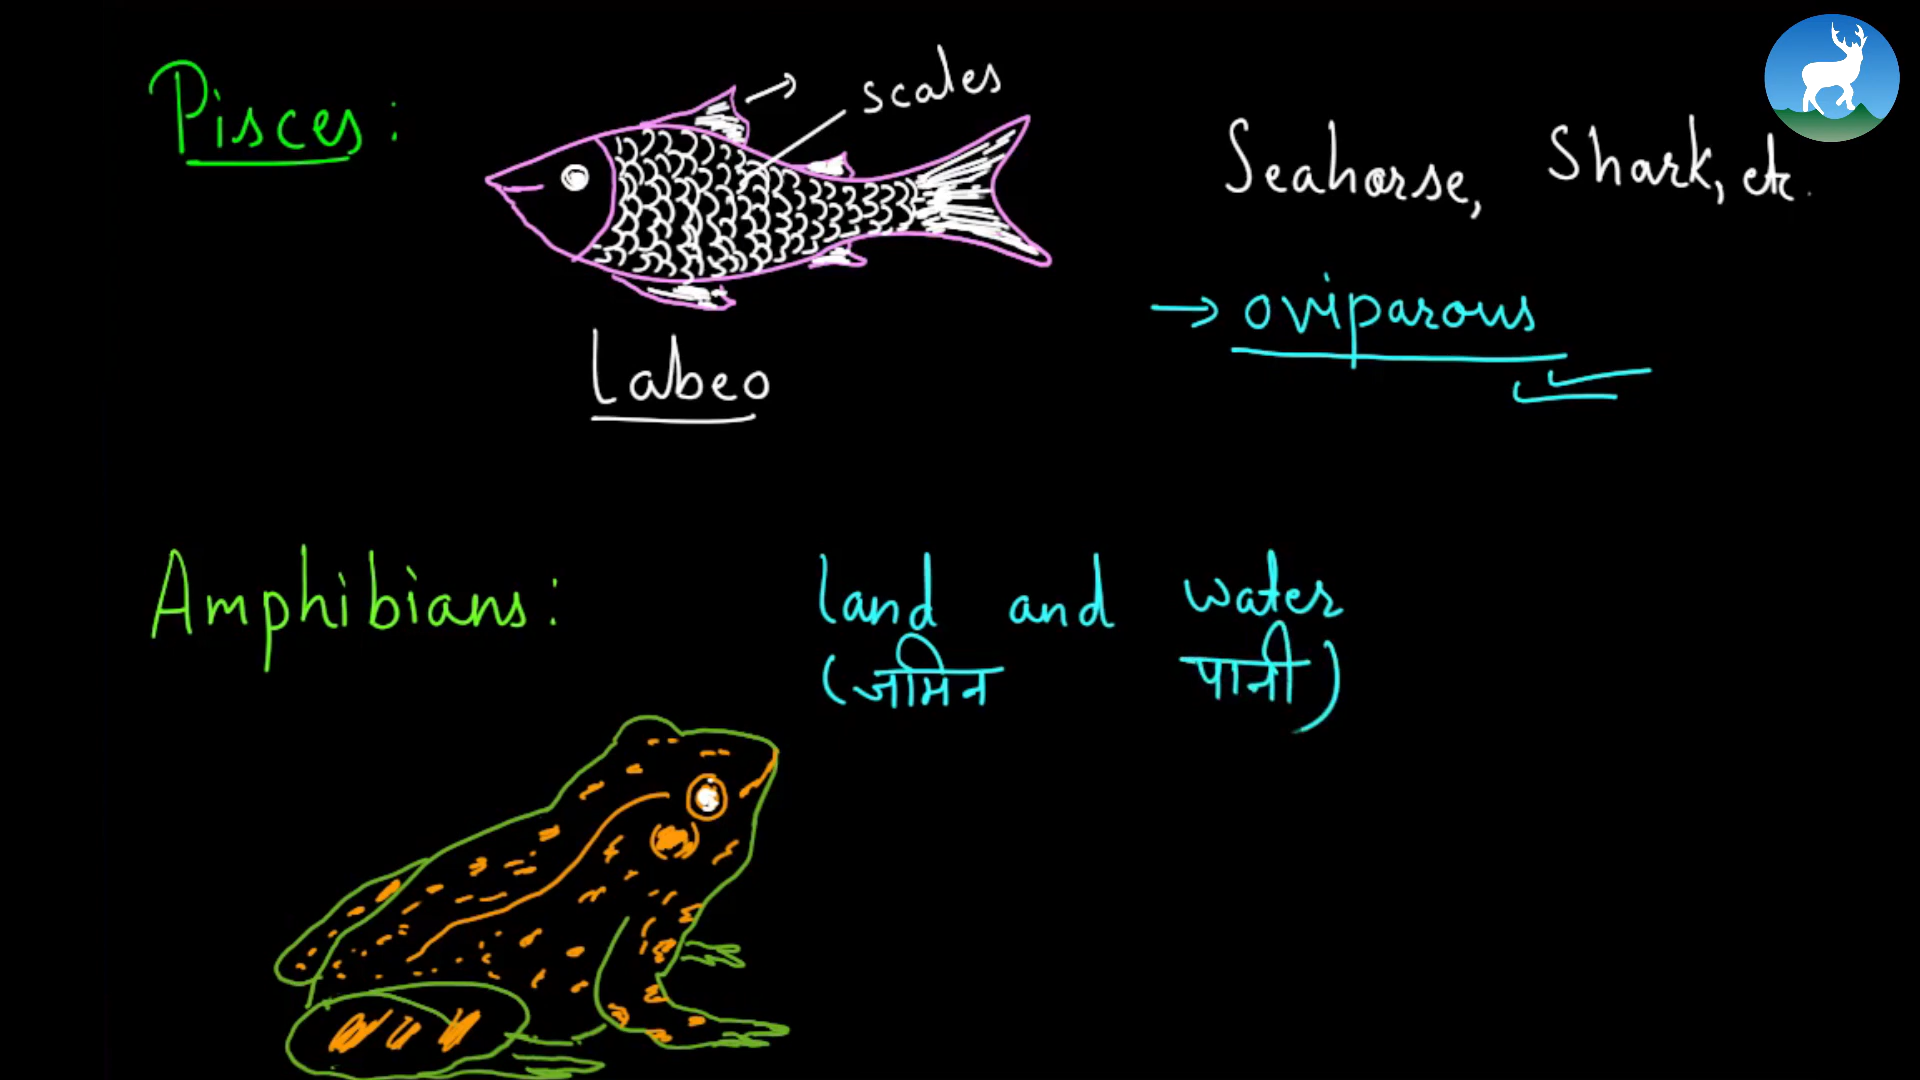 Pisces:
scales
Seahorse, Shark, etc.
→ oviparous
Labeo
Amphibians:
land and water
(जमिन पानी)